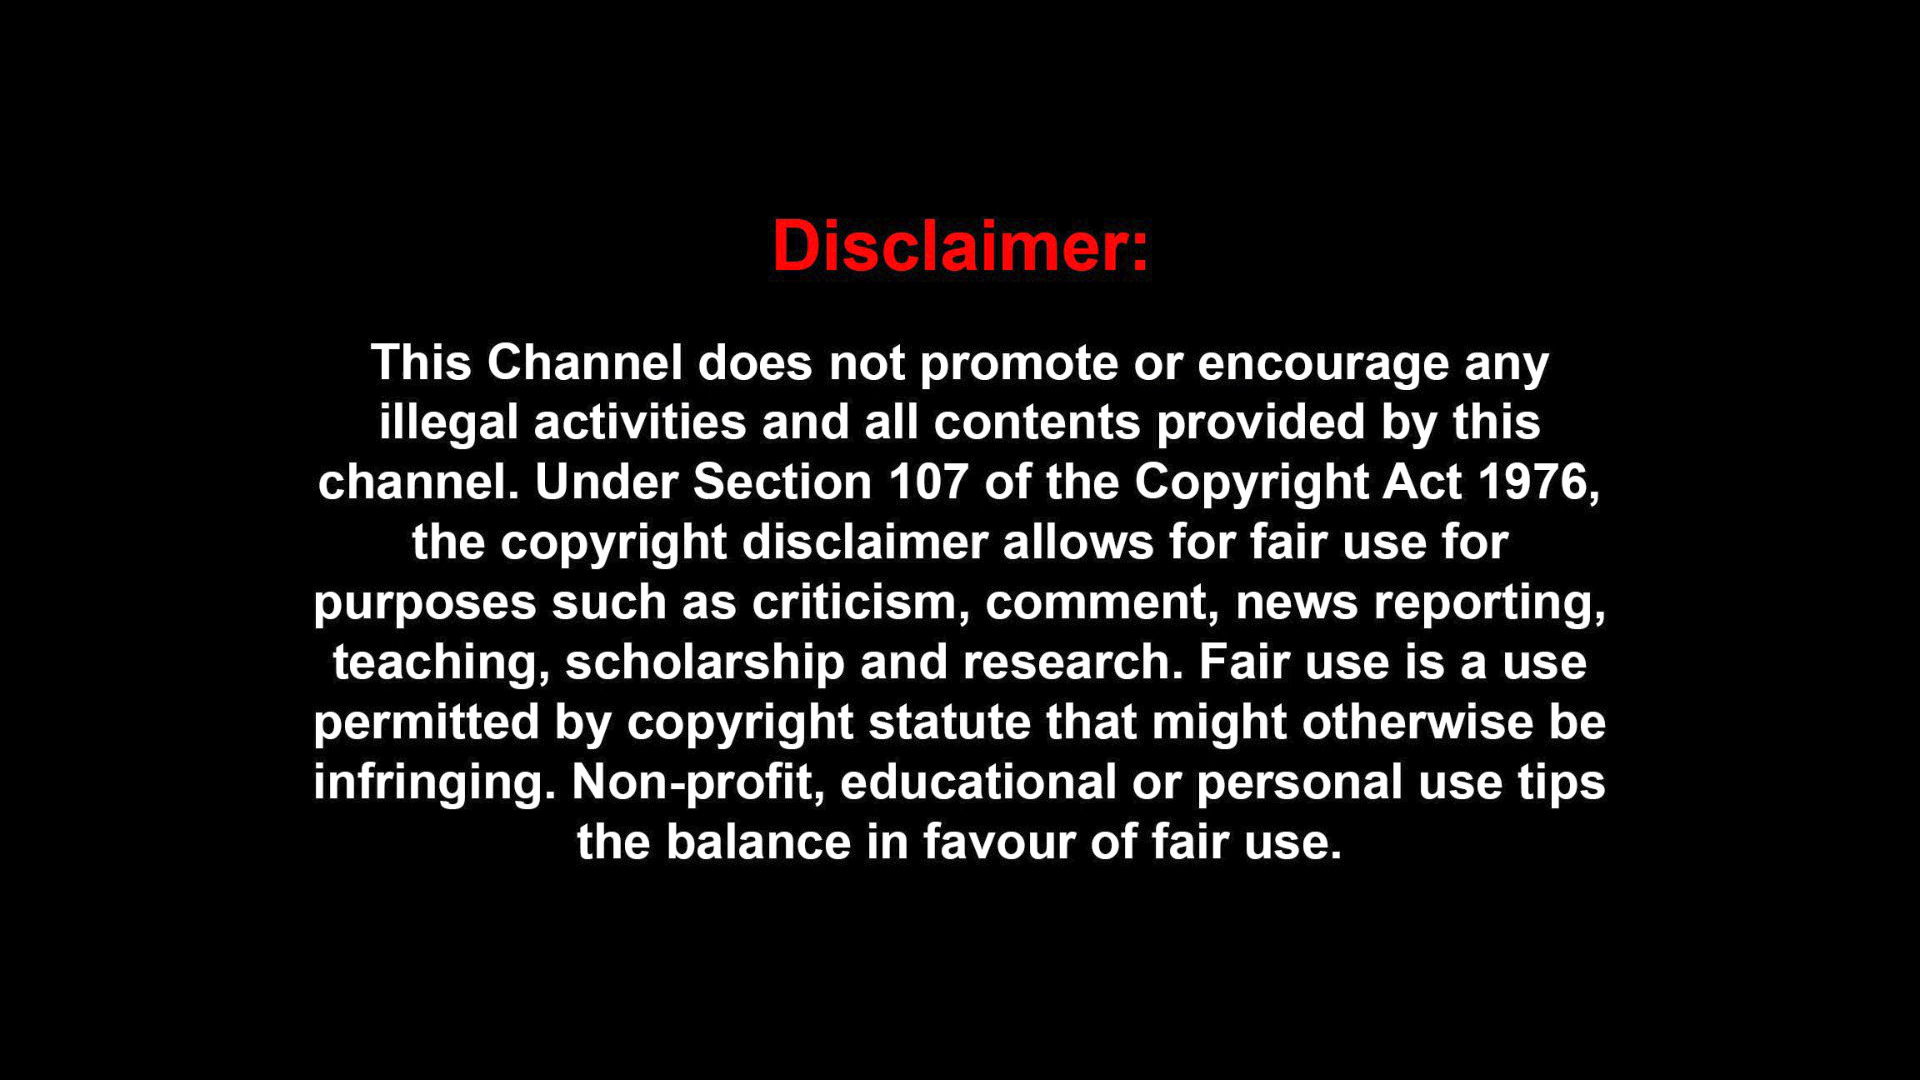 Disclaimer:
This Channel does not promote or encourage any
illegal activities and all contents provided by this
channel. Under Section 107 of the Copyright Act 1976,
the copyright disclaimer allows for fair use for
purposes such as criticism, comment, news reporting,
teaching, scholarship and research. Fair use is a use
permitted by copyright statute that might otherwise be
infringing. Non-profit, educational or personal use tips
the balance in favour of fair use.